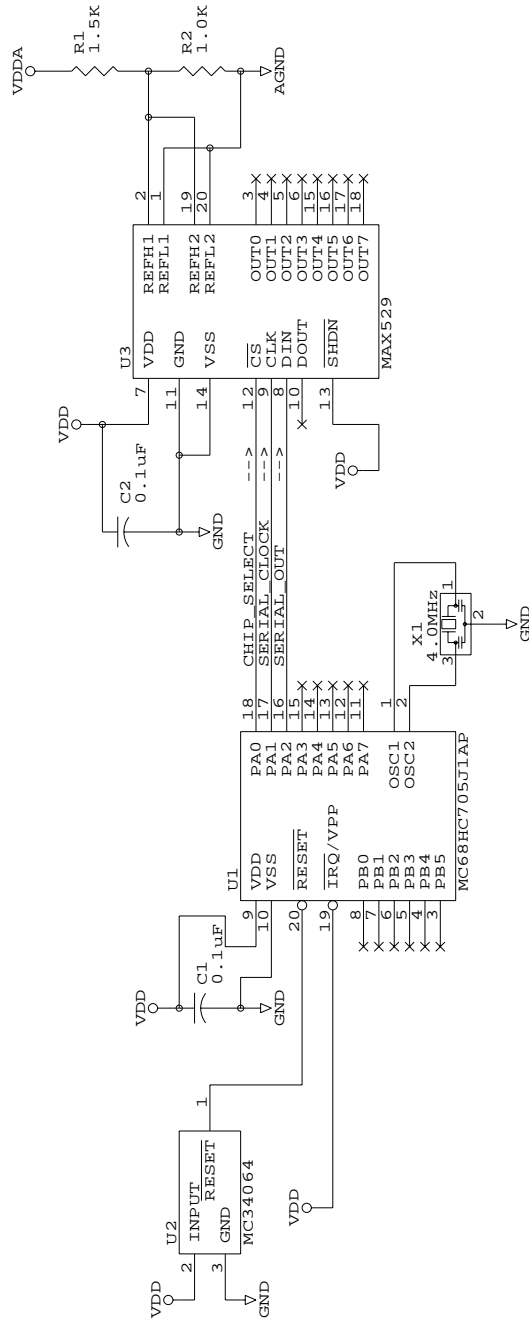 VDD
2
3
GND
U2
INPUT
RESET
GND
MC34064
1
VDD
VDD
C1
0.1uF
GND
U1
9
VDD
10
VSS
20
RESET
19
IRQ/VPP
8
PB0
7
PB1
6
PB2
5
PB3
4
PB4
3
PB5
MC68HC705J1AP
PA0
18
PA1
17
PA2
16
PA3
15
PA4
14
PA5
13
PA6
12
PA7
11
OSC1
1
OSC2
2
X1
4.0MHz
3
1
2
GND
CHIP_SELECT -->
SERIAL_CLOCK -->
SERIAL_OUT -->
VDD
C2
0.1uF
GND
VDD
U3
7
VDD
11
GND
14
VSS
12
CS
9
CLK
8
DIN
10
DOUT
13
SHDN
MAX529
REFH1
2
REFL1
1
REFH2
19
REFL2
20
OUT0
3
OUT1
4
OUT2
5
OUT3
6
OUT4
15
OUT5
16
OUT6
17
OUT7
18
VDDA
R1
1.5K
R2
1.0K
AGND